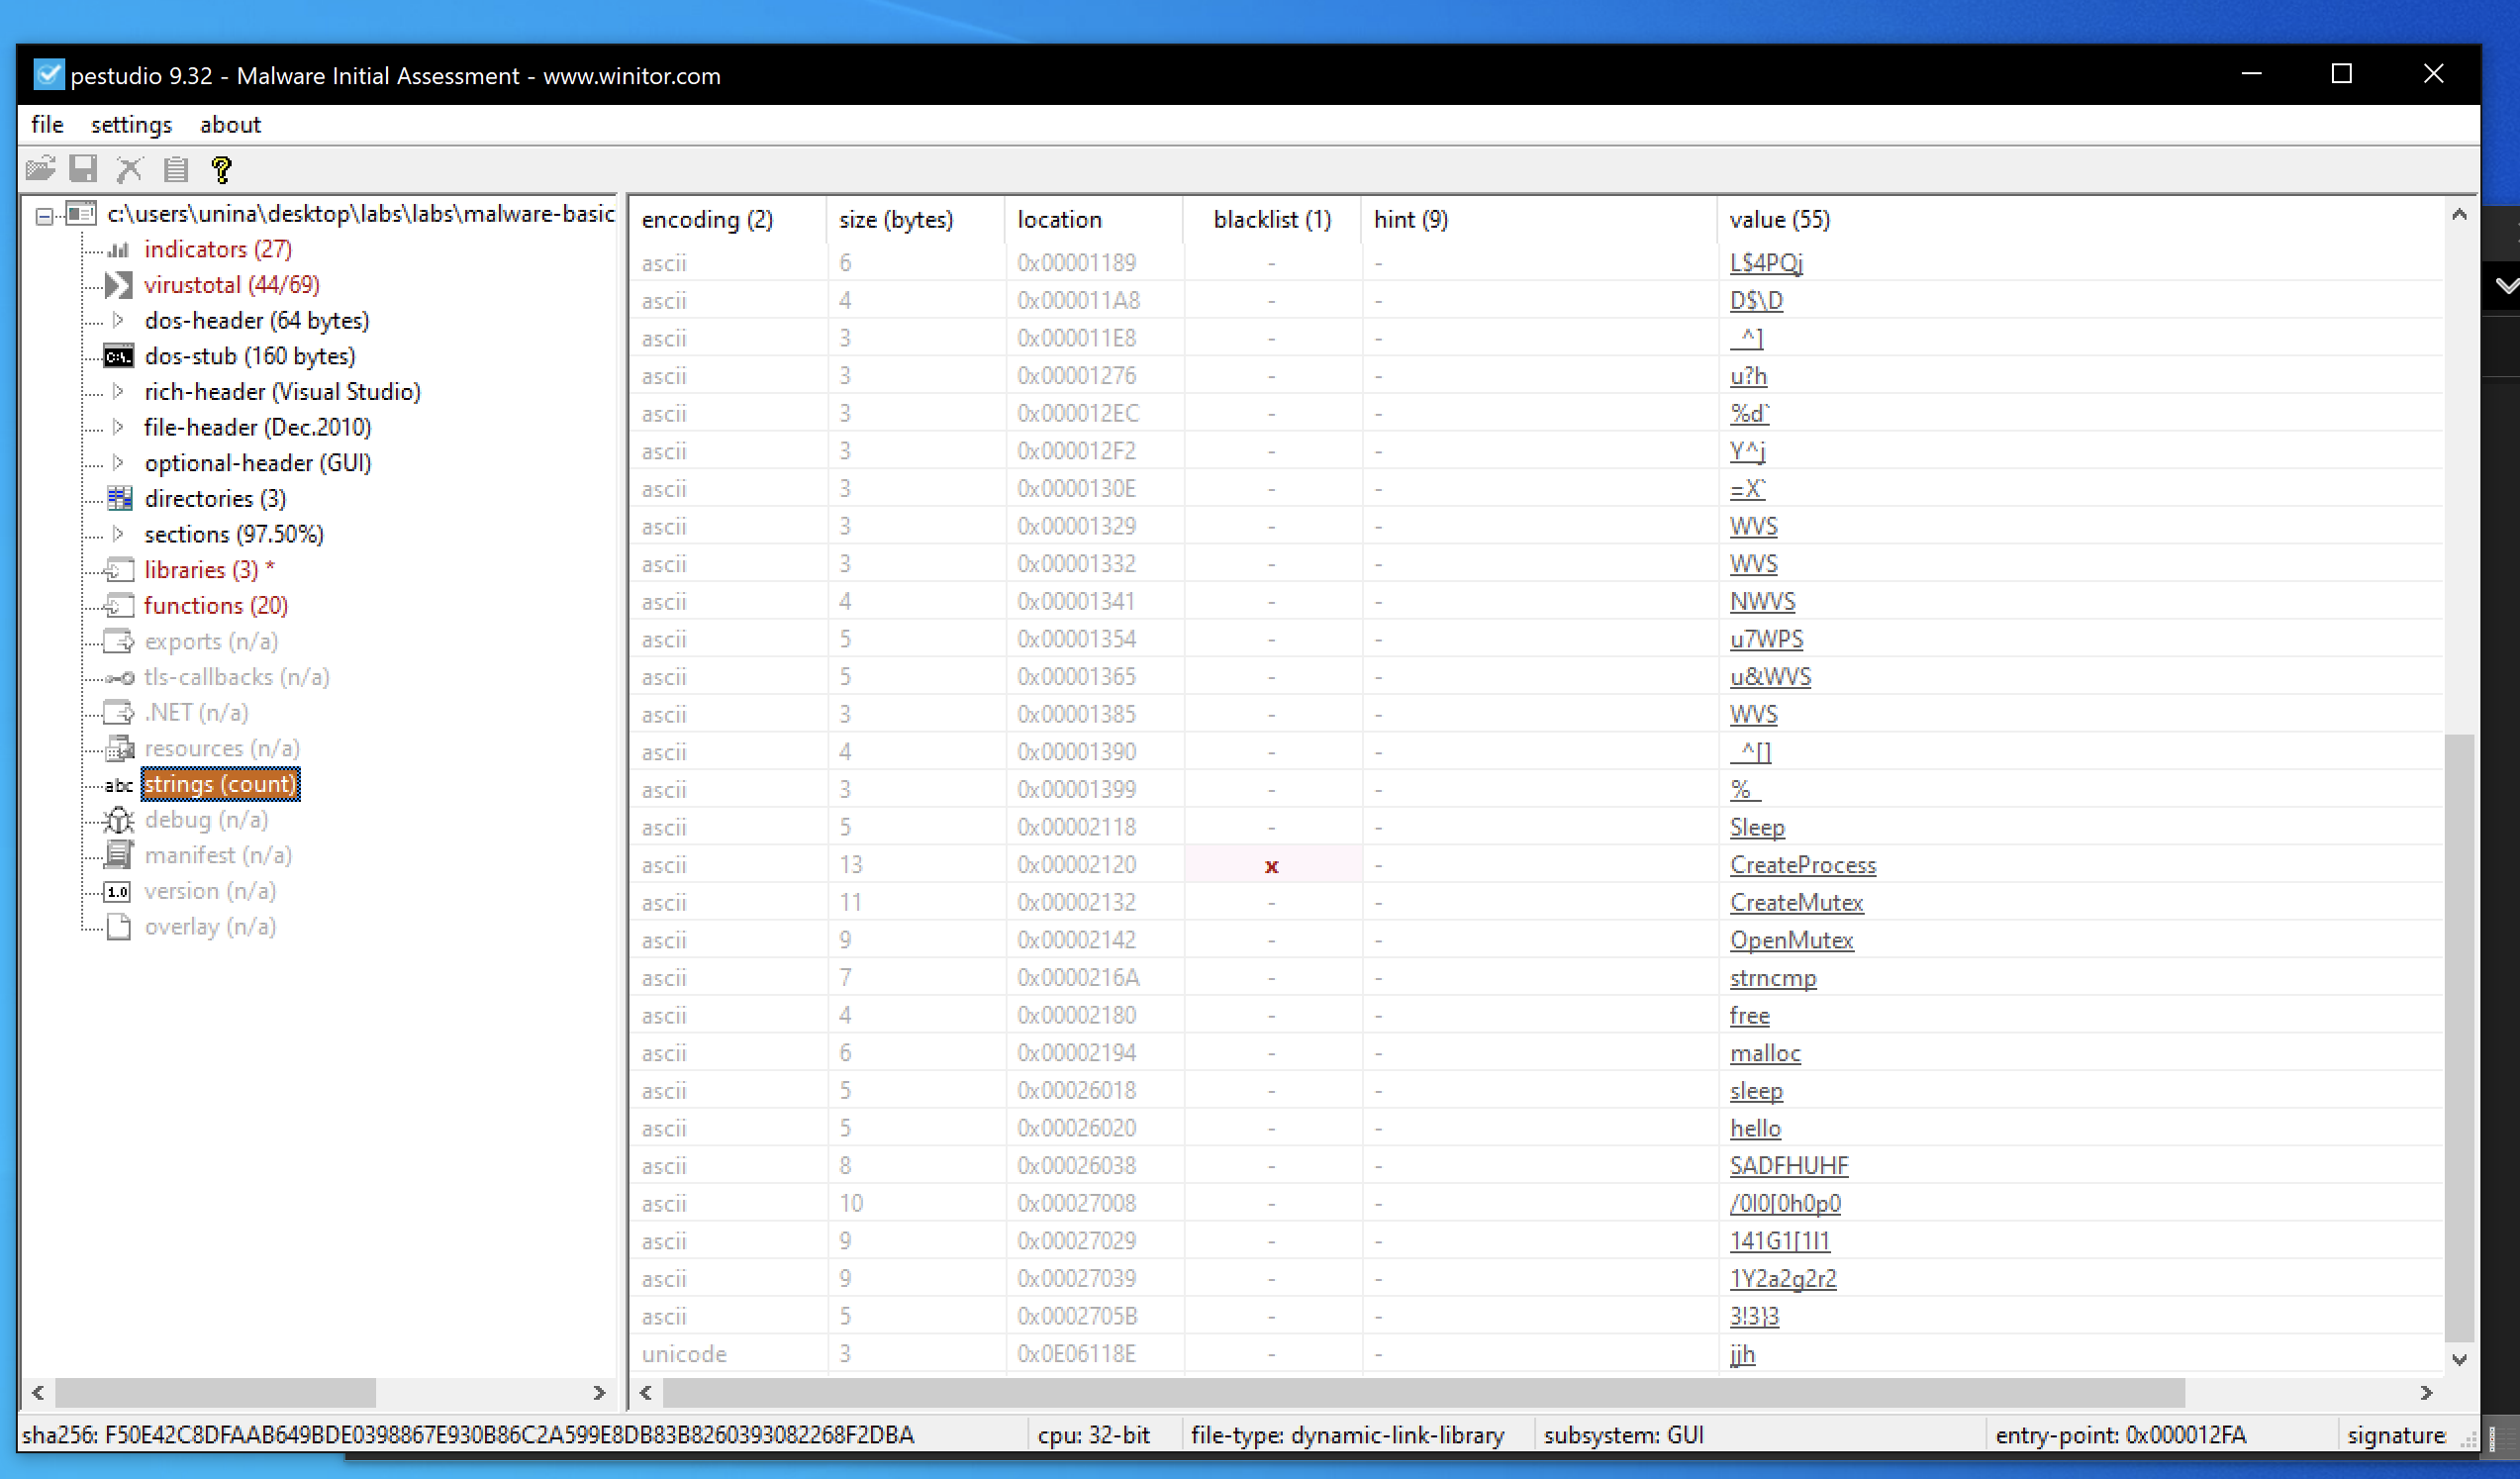 pestudio 9.32 - Malware Initial Assessment - www.winitor.com
file settings about
c:\users\unina\desktop\labs\labs\malware-basic
indicators (27)
virustotal (44/69)
dos-header (64 bytes)
dos-stub (160 bytes)
rich-header (Visual Studio)
file-header (Dec.2010)
optional-header (GUI)
directories (3)
sections (97.50%)
libraries (3) *
functions (20)
exports (n/a)
tls-callbacks (n/a)
.NET (n/a)
resources (n/a)
abc strings (count)
debug (n/a)
manifest (n/a)
1.0 version (n/a)
overlay (n/a)
encoding (2) size (bytes) location blacklist (1) hint (9) value (55)
ascii 6 0x00001189 - - L$4PQj
ascii 4 0x000011A8 - - D$\D
ascii 3 0x000011E8 - - _^]
ascii 3 0x00001276 - - u?h
ascii 3 0x000012EC - - %d`
ascii 3 0x000012F2 - - Y^j
ascii 3 0x0000130E - - =X`
ascii 3 0x00001329 - - WVS
ascii 3 0x00001332 - - WVS
ascii 4 0x00001341 - - NWVS
ascii 5 0x00001354 - - u7WPS
ascii 5 0x00001365 - - u&WVS
ascii 3 0x00001385 - - WVS
ascii 4 0x00001390 - - _^[]
ascii 3 0x00001399 - - %_
ascii 5 0x00002118 - - Sleep
ascii 13 0x00002120 x - CreateProcess
ascii 11 0x00002132 - - CreateMutex
ascii 9 0x00002142 - - OpenMutex
ascii 7 0x0000216A - - strncmp
ascii 4 0x00002180 - - free
ascii 6 0x00002194 - - malloc
ascii 5 0x00026018 - - sleep
ascii 5 0x00026020 - - hello
ascii 8 0x00026038 - - SADFHUHF
ascii 10 0x00027008 - - /0I0[0h0p0
ascii 9 0x00027029 - - 141G1[1l1
ascii 9 0x00027039 - - 1Y2a2g2r2
ascii 5 0x0002705B - - 3!3}3
unicode 3 0x0E06118E - - jjh
sha256: F50E42C8DFAAB649BDE0398867E930B86C2A599E8DB83B8260393082268F2DBA cpu: 32-bit file-type: dynamic-link-library subsystem: GUI entry-point: 0x000012FA signature: